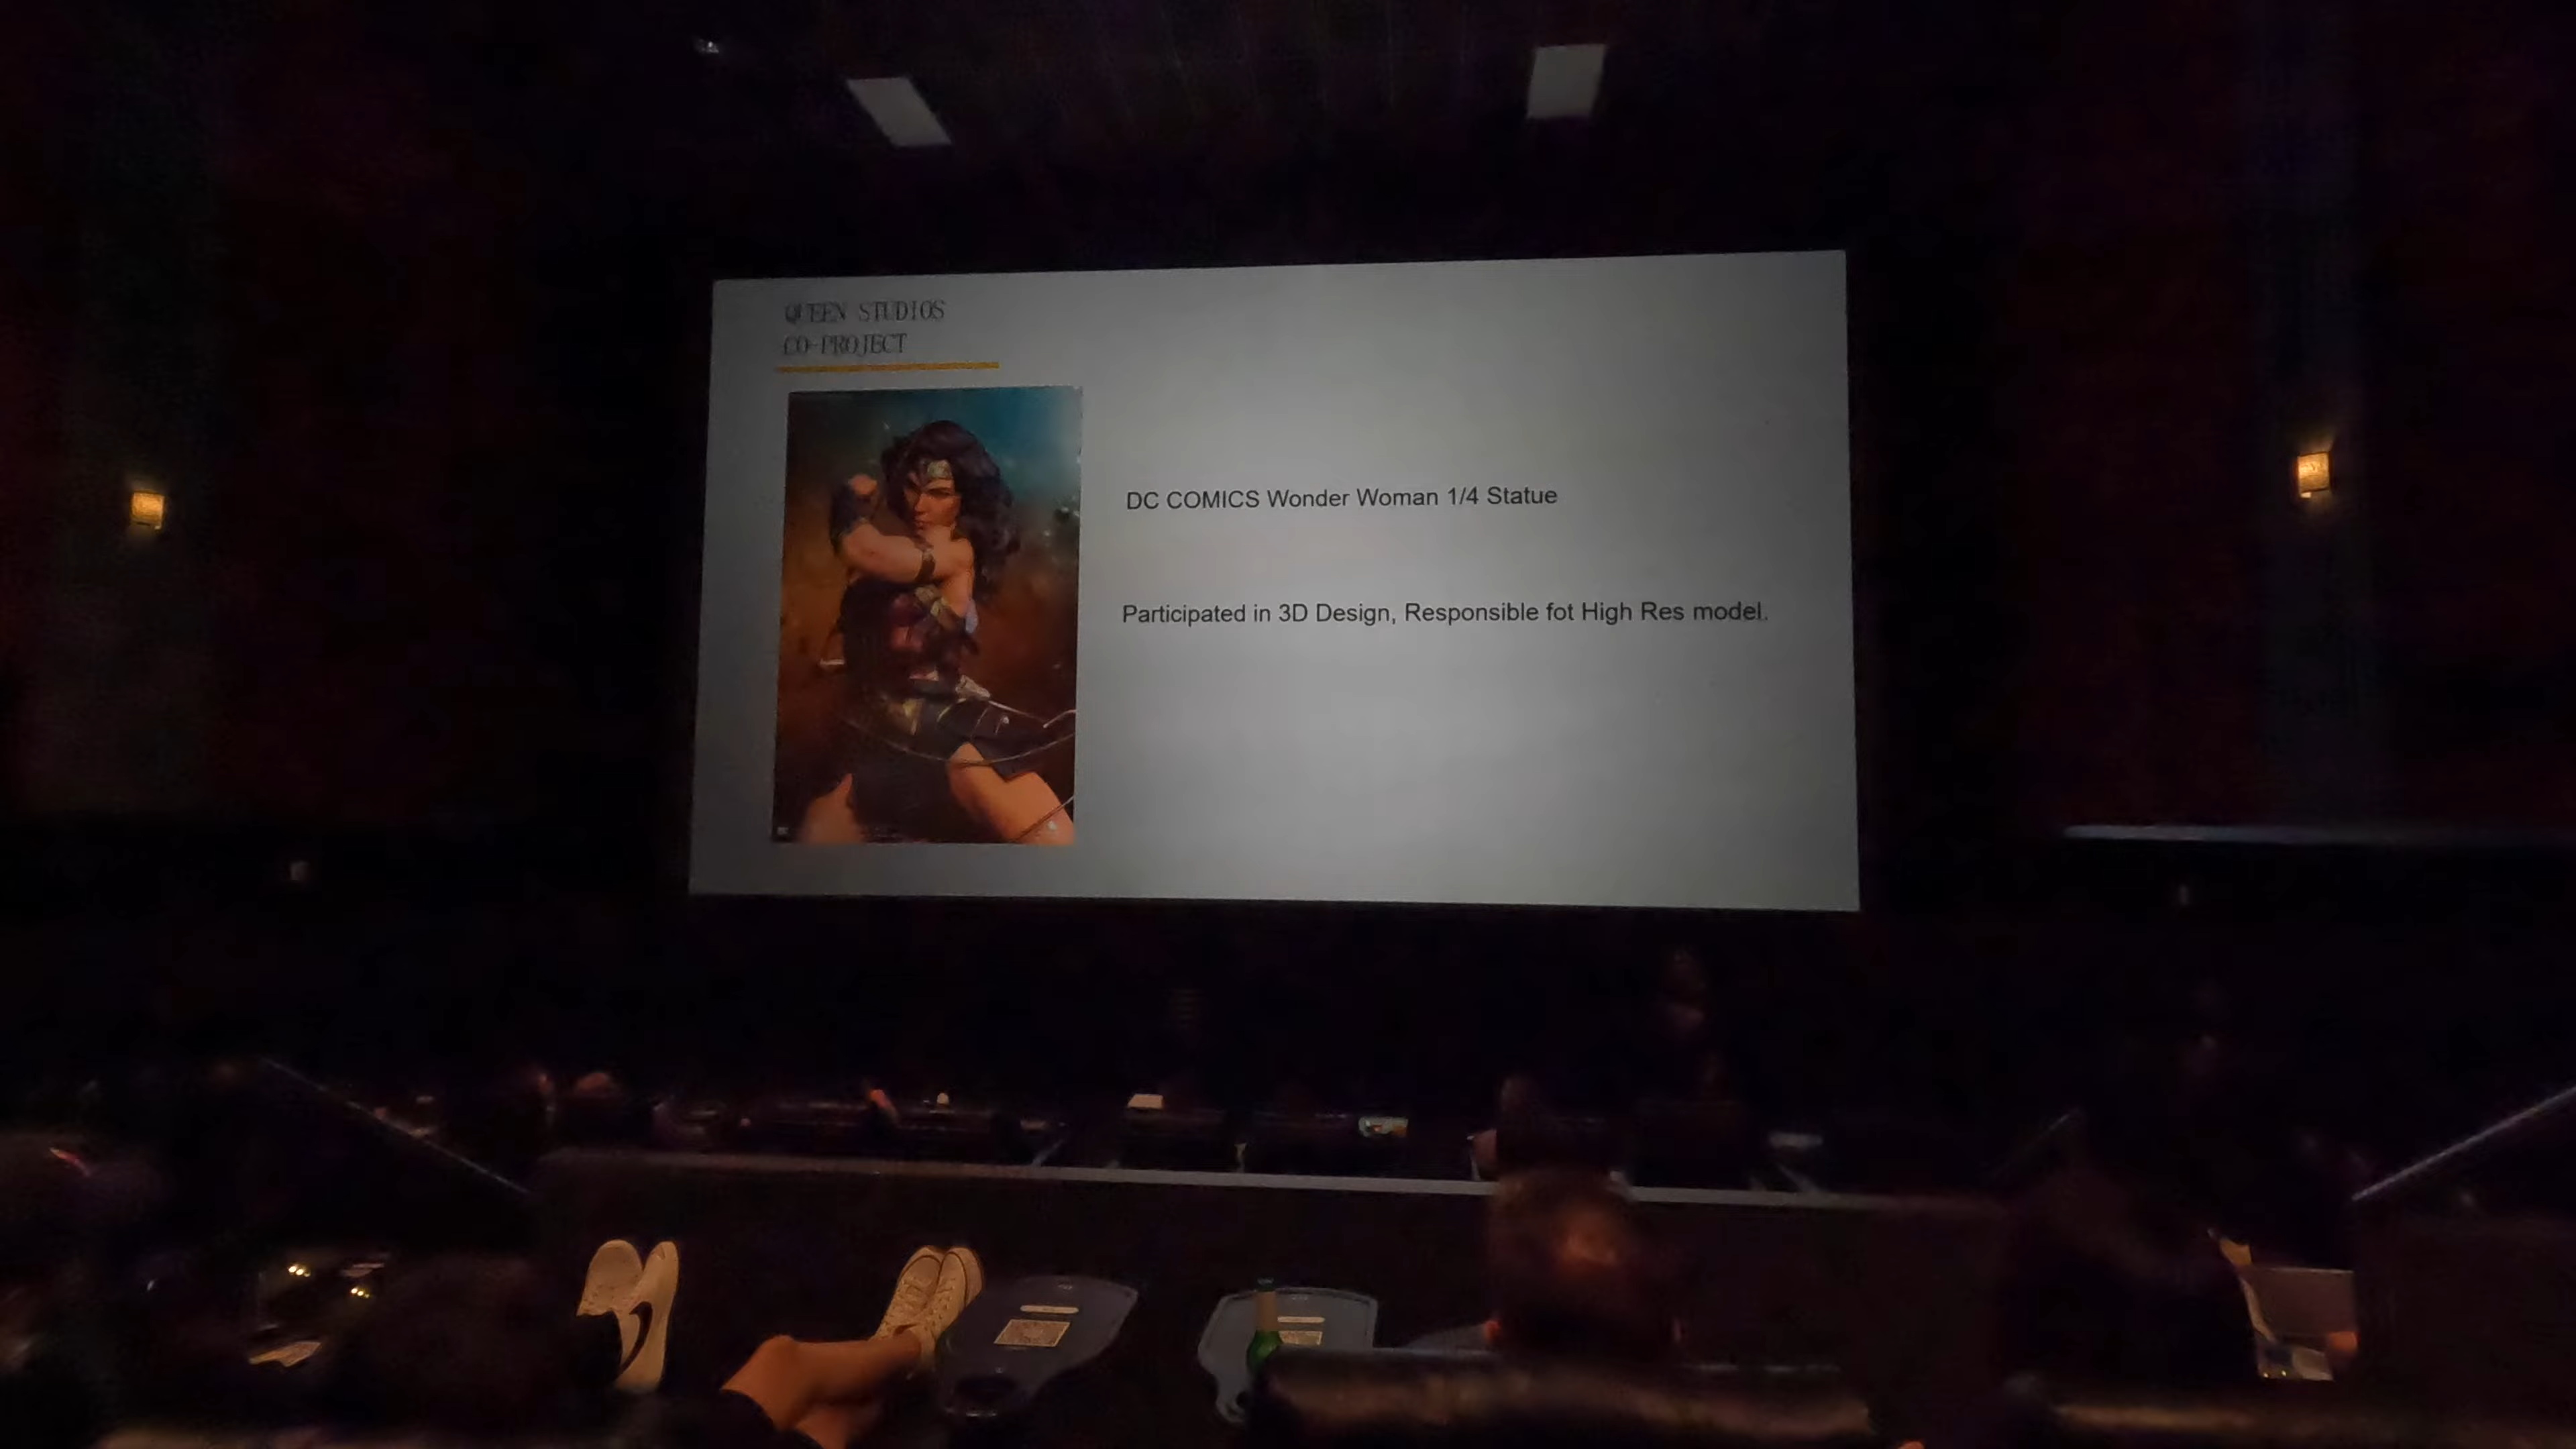 QUEEN STUDIOS
CO-PROJECT
DC COMICS Wonder Woman 1/4 Statue
Participated in 3D Design, Responsible fot High Res model.